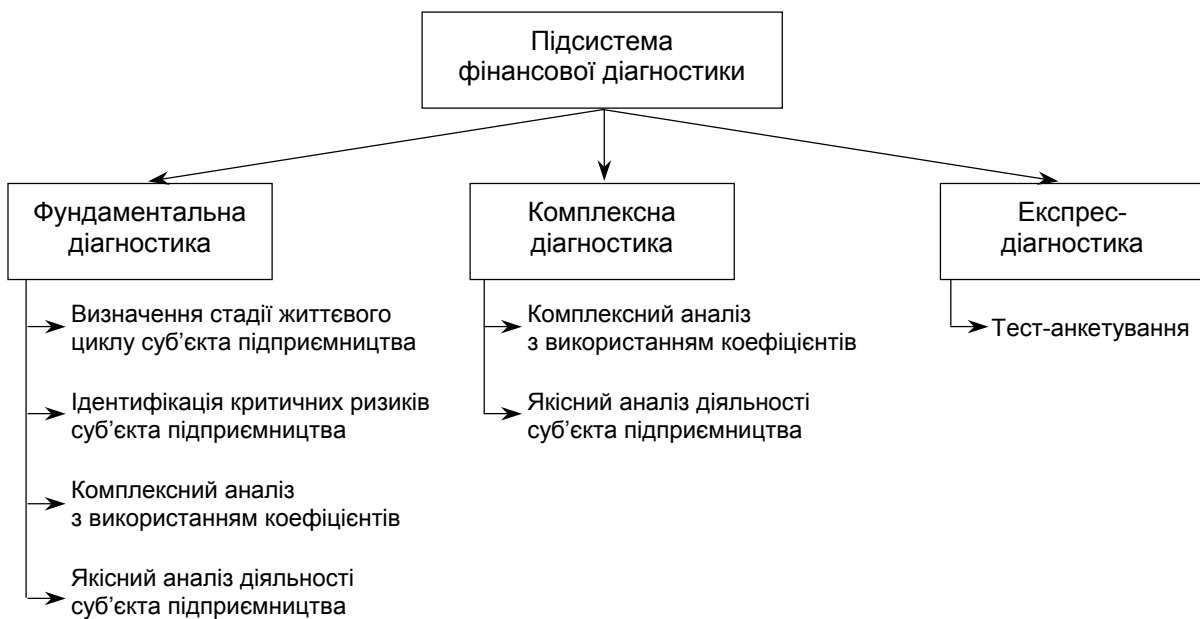 Підсистема
фінансової діагностики
Фундаментальна
діагностика
Визначення стадії життєвого
циклу суб’єкта підприємництва
Ідентифікація критичних ризиків
суб’єкта підприємництва
Комплексний аналіз
з використанням коефіцієнтів
Якісний аналіз діяльності
суб’єкта підприємництва
Комплексна
діагностика
Комплексний аналіз
з використанням коефіцієнтів
Якісний аналіз діяльності
суб’єкта підприємництва
Експрес-
діагностика
Тест-анкетування